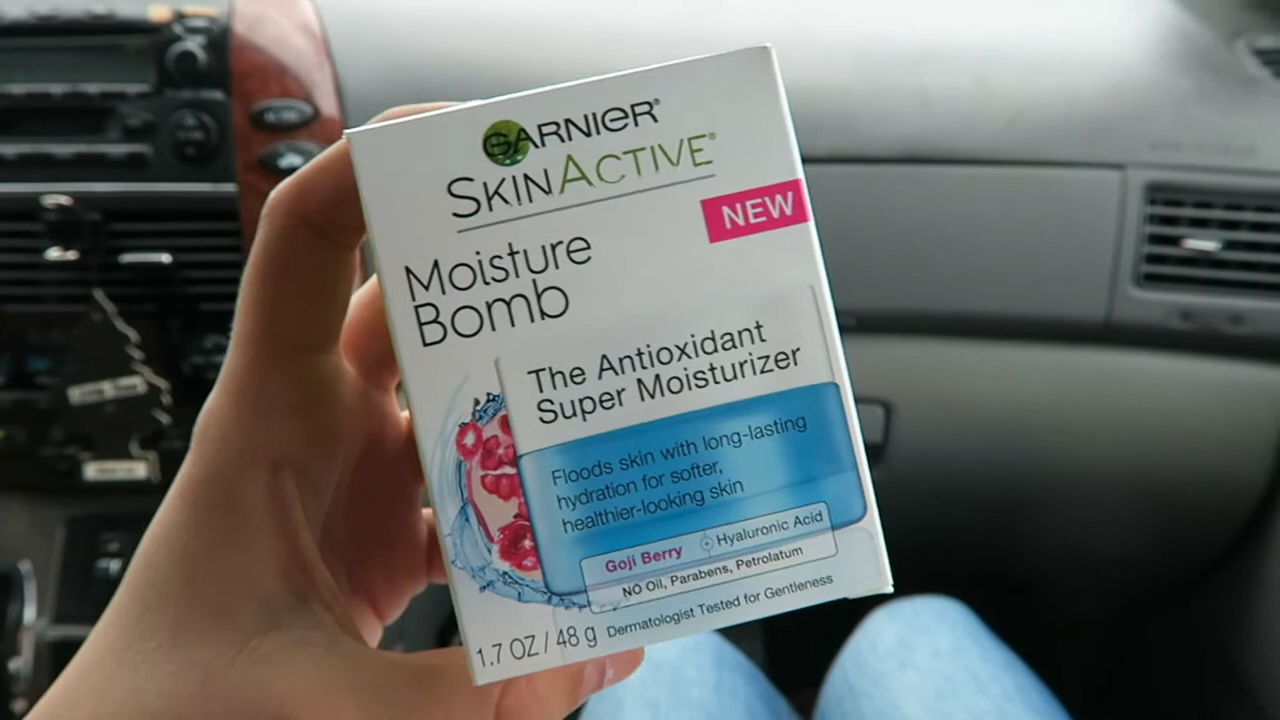 GARNIER®
SKINACTIVE®
NEW
Moisture
Bomb
The Antioxidant
Super Moisturizer
Floods skin with long-lasting
hydration for softer,
healthier-looking skin
Goji Berry + Hyaluronic Acid
NO Oil, Parabens, Petrolatum
1.7 OZ / 48 g Dermatologist Tested for Gentleness